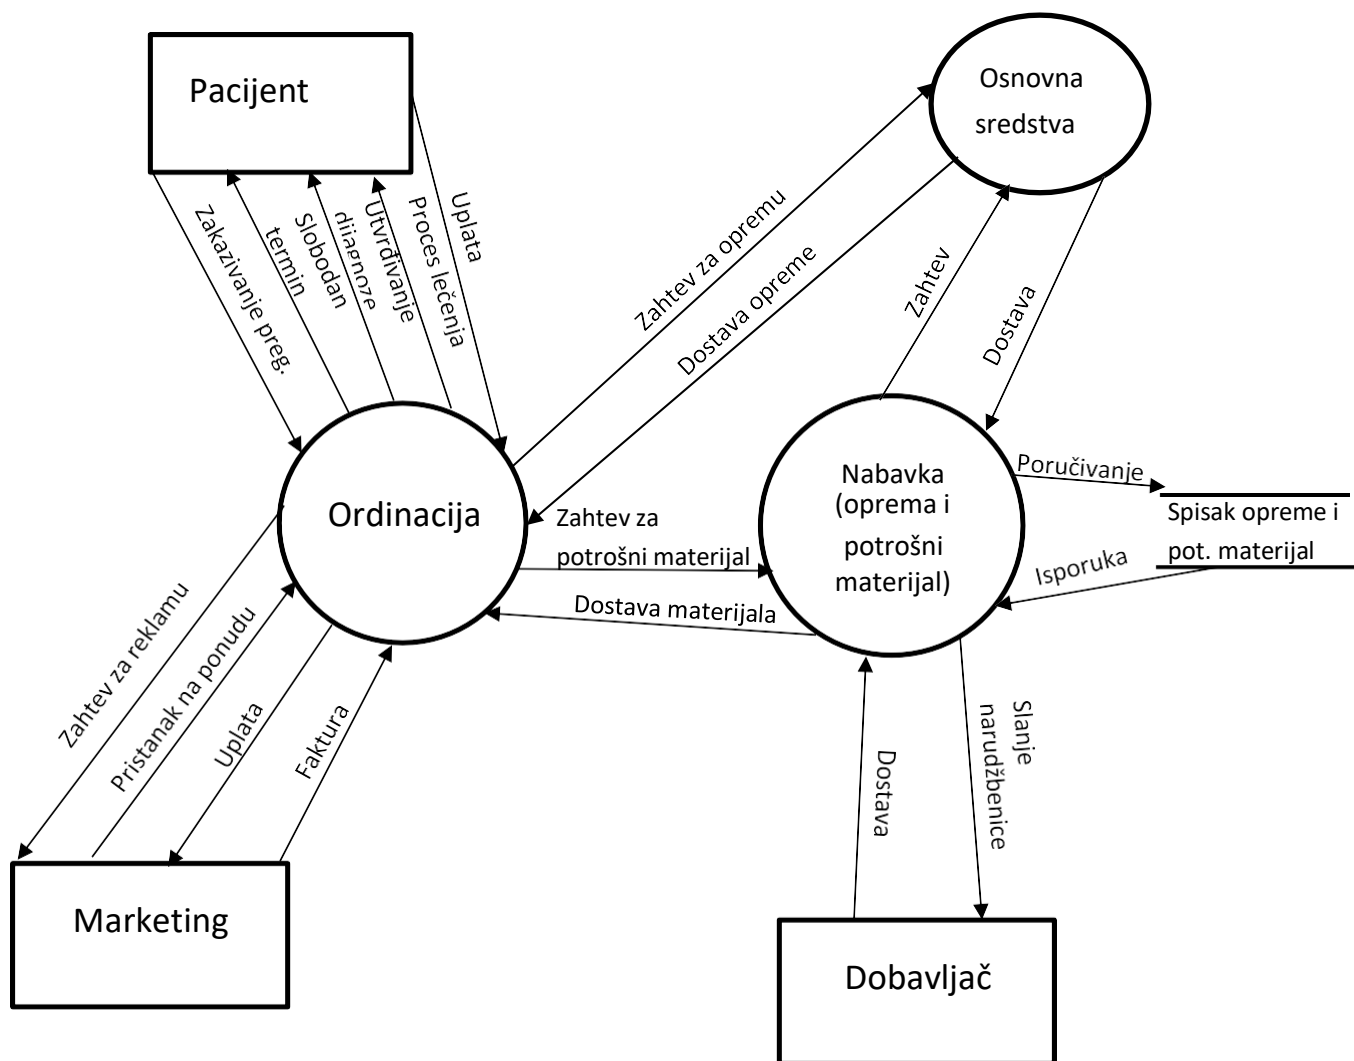 Pacijent
Osnovna
sredstva
Zakazivanje preg.
Slobodan
termin
Utvrđivanje
dijagnoze
Proces lečenja
Uplata
Zahtev za opremu
Dostava opreme
Zahtev
Dostava
Ordinacija
Zahtev za
potrošni materijal
Dostava materijala
Nabavka
(oprema i
potrošni
materijal)
Poručivanje
Spisak opreme i
pot. materijal
Isporuka
Zahtev za reklamu
Pristanak na ponudu
Uplata
Faktura
Dostava
Slanje
narudžbenice
Marketing
Dobavljač